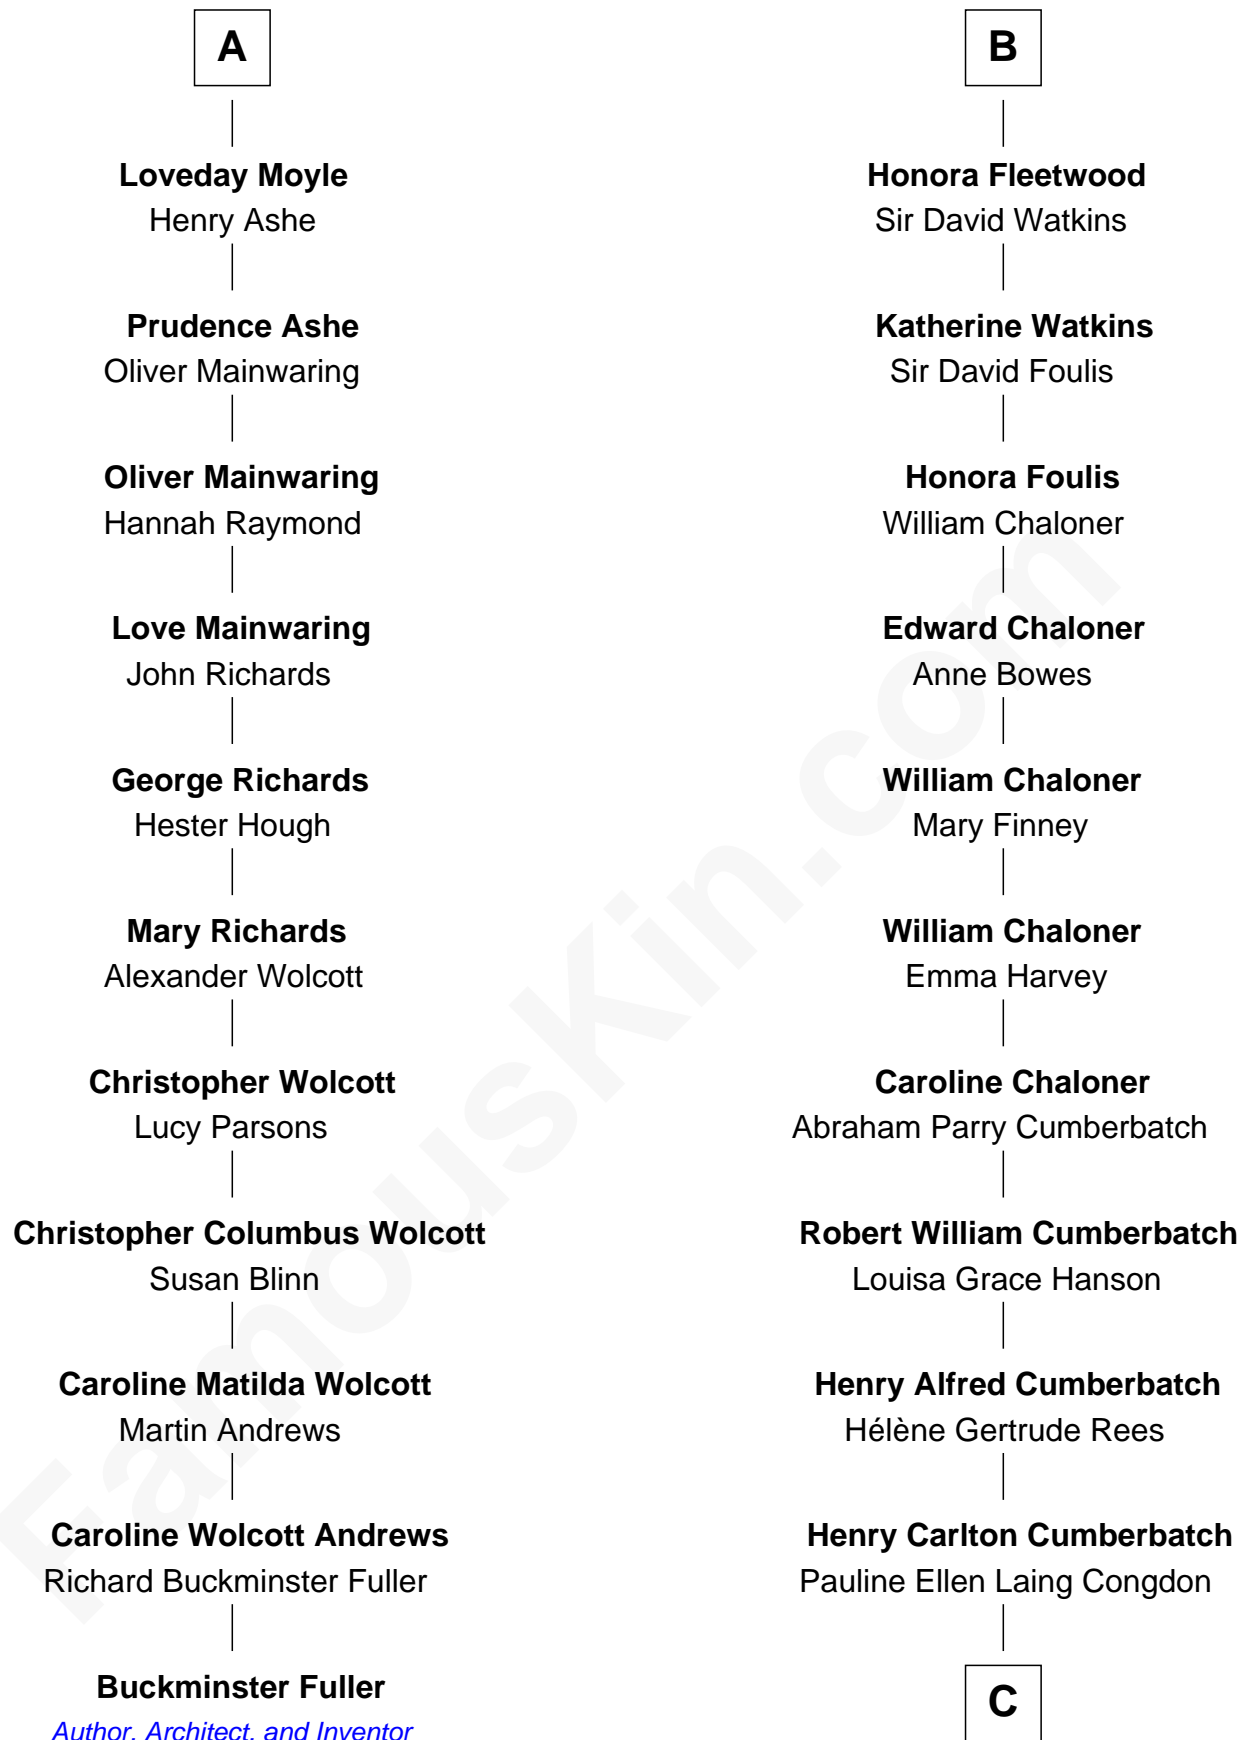 A
Loveday Moyle
Henry Ashe
Prudence Ashe
Oliver Mainwaring
Oliver Mainwaring
Hannah Raymond
Love Mainwaring
John Richards
George Richards
Hester Hough
Mary Richards
Alexander Wolcott
Christopher Wolcott
Lucy Parsons
Christopher Columbus Wolcott
Susan Blinn
Caroline Matilda Wolcott
Martin Andrews
Caroline Wolcott Andrews
Richard Buckminster Fuller
Buckminster Fuller
Author, Architect, and Inventor
B
Honora Fleetwood
Sir David Watkins
Katherine Watkins
Sir David Foulis
Honora Foulis
William Chaloner
Edward Chaloner
Anne Bowes
William Chaloner
Mary Finney
William Chaloner
Emma Harvey
Caroline Chaloner
Abraham Parry Cumberbatch
Robert William Cumberbatch
Louisa Grace Hanson
Henry Alfred Cumberbatch
Hélène Gertrude Rees
Henry Carlton Cumberbatch
Pauline Ellen Laing Congdon
C
FamousKin.com